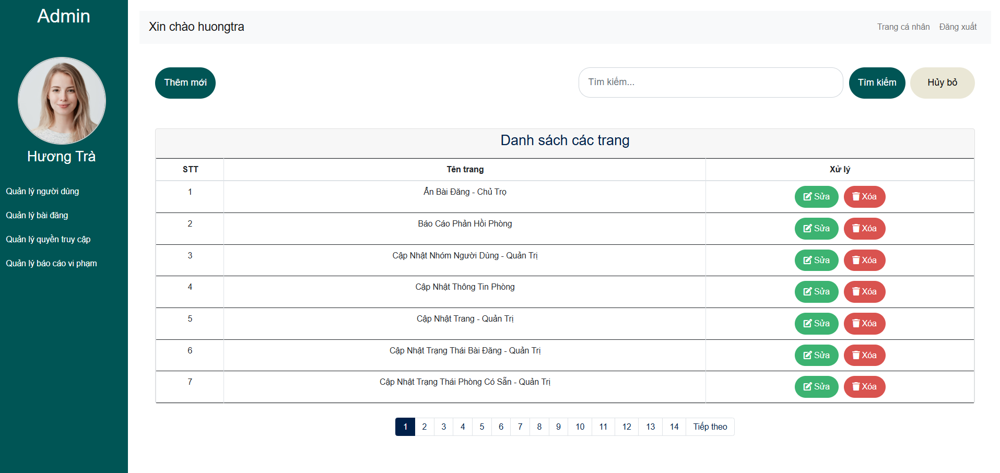 Admin
Hương Trà
Quản lý người dùng
Quản lý bài đăng
Quản lý quyền truy cập
Quản lý báo cáo vi phạm
Xin chào huongtra
Trang cá nhân Đăng xuất
Thêm mới Tìm kiếm... Tìm kiếm Hủy bỏ
Danh sách các trang
STT Tên trang Xử lý
1 Ẩn Bài Đăng - Chủ Trọ Sửa Xóa
2 Báo Cáo Phản Hồi Phòng Sửa Xóa
3 Cập Nhật Nhóm Người Dùng - Quản Trị Sửa Xóa
4 Cập Nhật Thông Tin Phòng Sửa Xóa
5 Cập Nhật Trang - Quản Trị Sửa Xóa
6 Cập Nhật Trạng Thái Bài Đăng - Quản Trị Sửa Xóa
7 Cập Nhật Trạng Thái Phòng Có Sẵn - Quản Trị Sửa Xóa
1 2 3 4 5 6 7 8 9 10 11 12 13 14 Tiếp theo